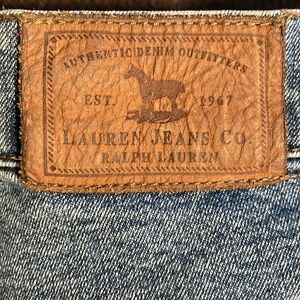 AUTHENTIC DENIM OUTFITTERS
EST. 1967
LAUREN JEANS CO
RALPH LAUREN